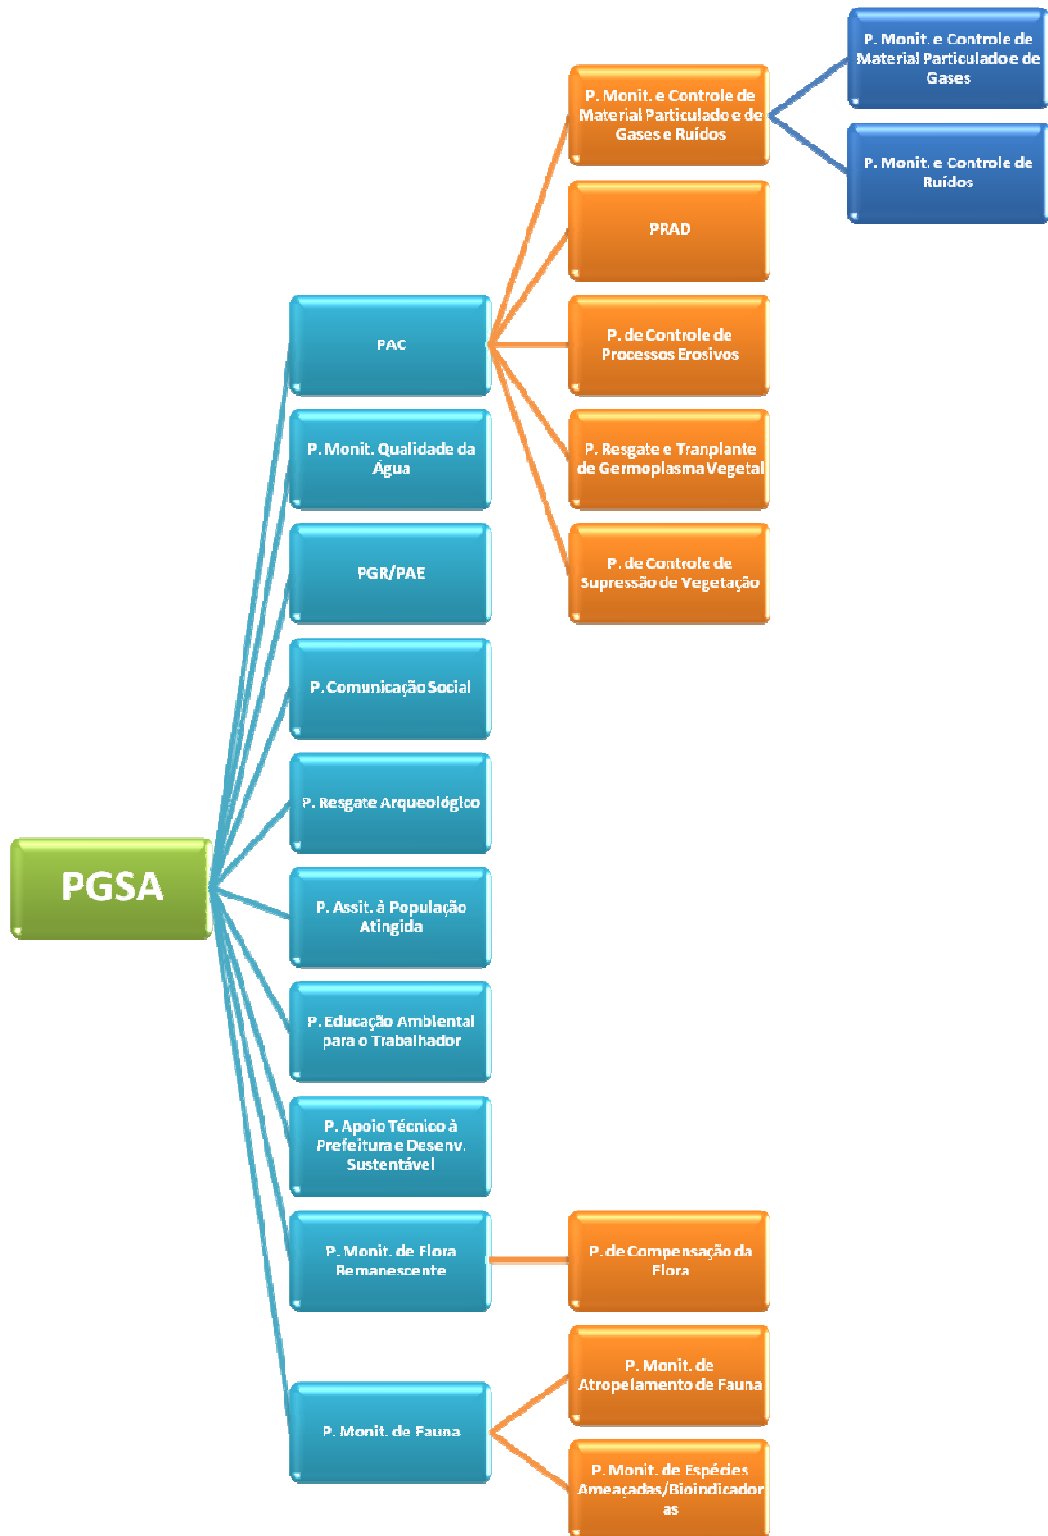 P. Monit. e Controle de
Material Particulado e de
Gases
P. Monit. e Controle de
Material Particulado e de
Gases e Ruídos
P. Monit. e Controle de
Ruídos
PRAD
PAC
P. de Controle de
Processos Erosivos
P. Monit. Qualidade da
Água
P. Resgate e Tranplante
de Germoplasma Vegetal
PGR/PAE
P. de Controle de
Supressão de Vegetação
P. Comunicação Social
P. Resgate Arqueológico
PGSA
P. Assit. à População
Atingida
P. Educação Ambiental
para o Trabalhador
P. Apoio Técnico à
Prefeitura e Desenv.
Sustentável
P. Monit. de Flora
Remanescente
P. de Compensação da
Flora
P. Monit. de
Atropelamento de Fauna
P. Monit. de Fauna
P. Monit. de Espécies
Ameaçadas/Bioindicador
as